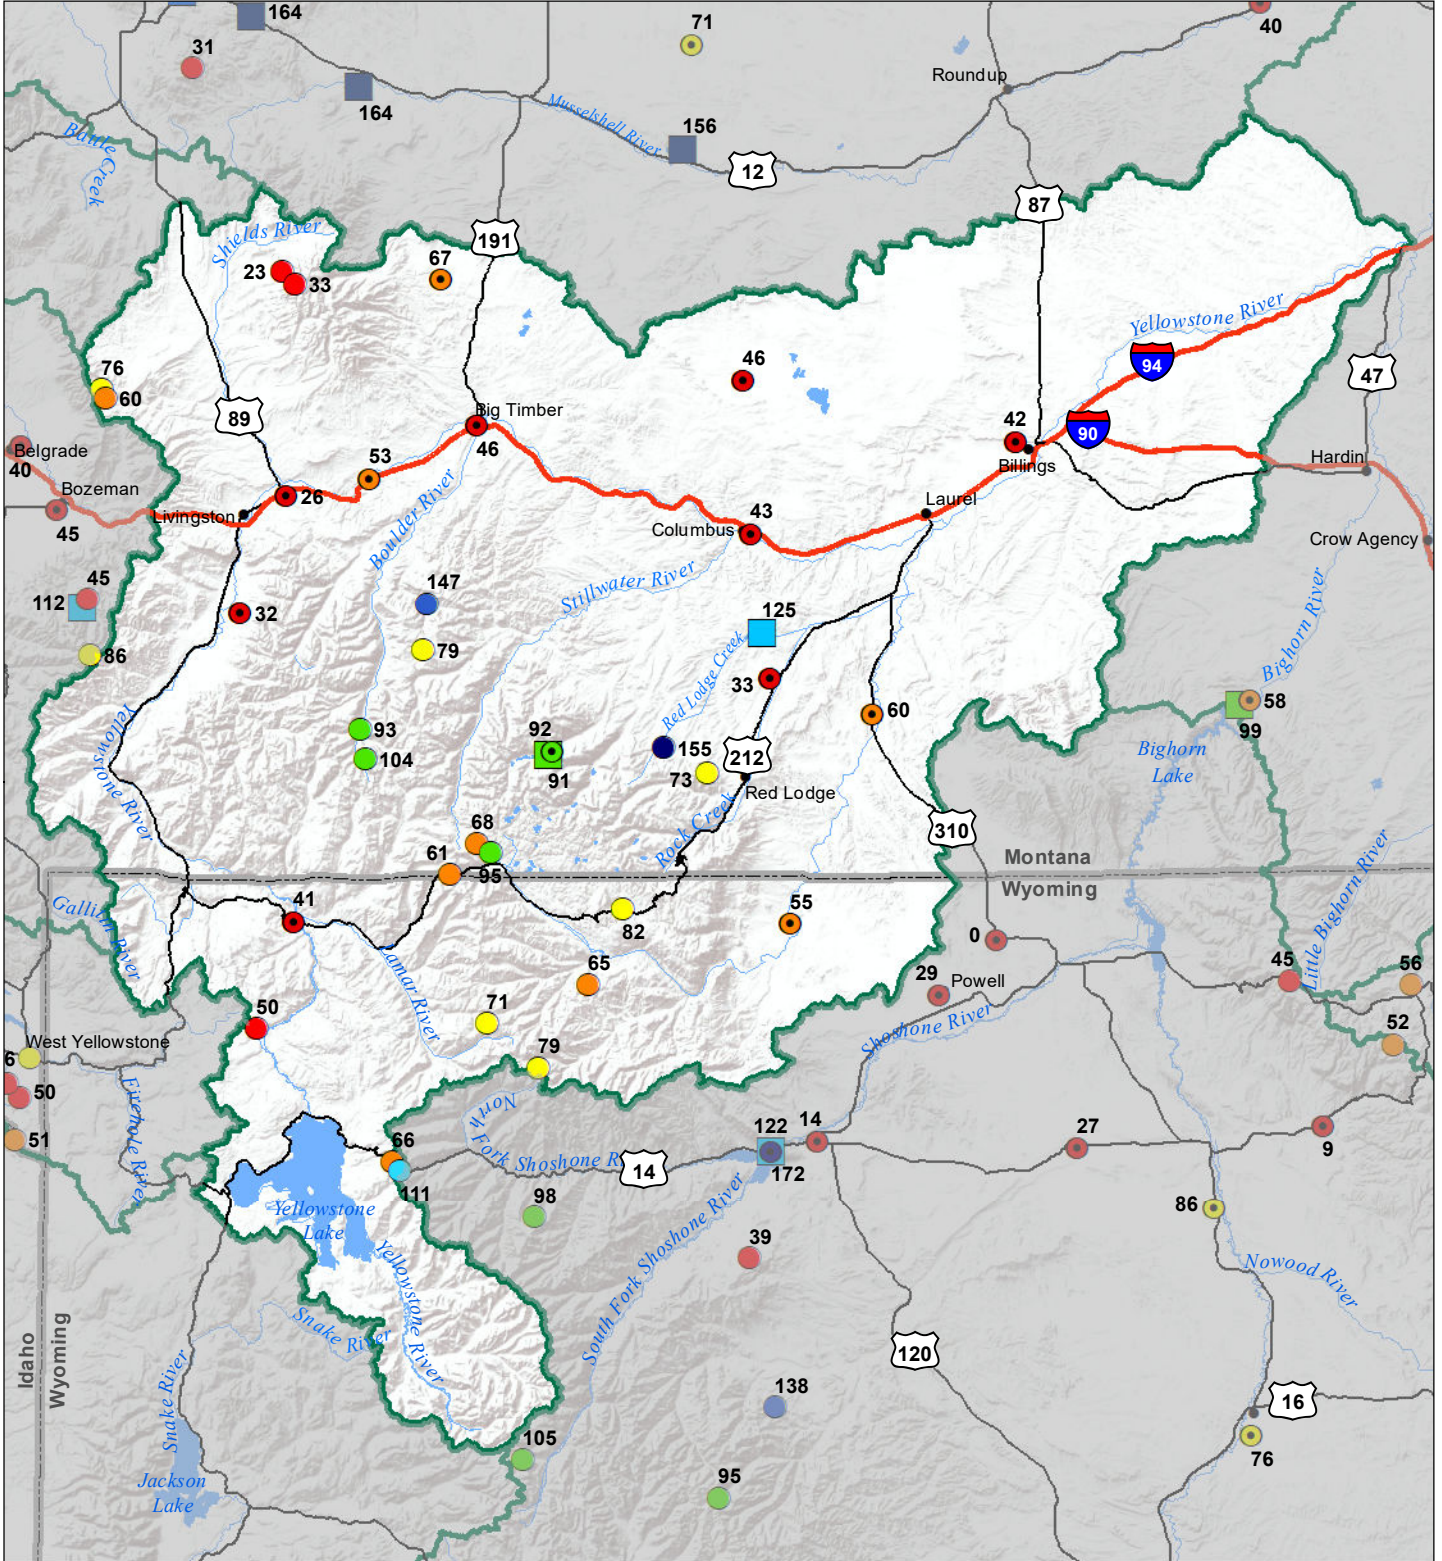 164
71
40
31
Roundup
164
Musselshell River
156
Battle
Creek
12
87
Shields River
191
67
23
33
Yellowstone River
94
76
60
46
47
89
Big Timber
46
42
90
Billings
Belgrade
40
53
Hardin
Bozeman
45
26
Livingston
Boulder River
Laurel
43
Columbus
Crow Agency
45
112
147
Stillwater River
125
32
86
79
Red Lodge Creek
33
Bighorn River
58
99
60
Yellowstone River
93
104
92
91
155
73
212
Red Lodge
Bighorn
Lake
68
61
95
Rock Creek
310
Montana
Wyoming
Little Bighorn River
Gallatin River
41
82
55
0
Lamar River
65
29
Powell
45
56
50
71
Shoshone River
52
West Yellowstone
6
50
79
Firehole River
North
Fork Shoshone R
51
66
111
14
122
172
14
27
9
98
86
Yellowstone
Lake
39
South Fork Shoshone River
Yellowstone River
Nowood River
Snake River
Idaho
Wyoming
Snake River
120
138
16
76
105
95
Jackson
Lake